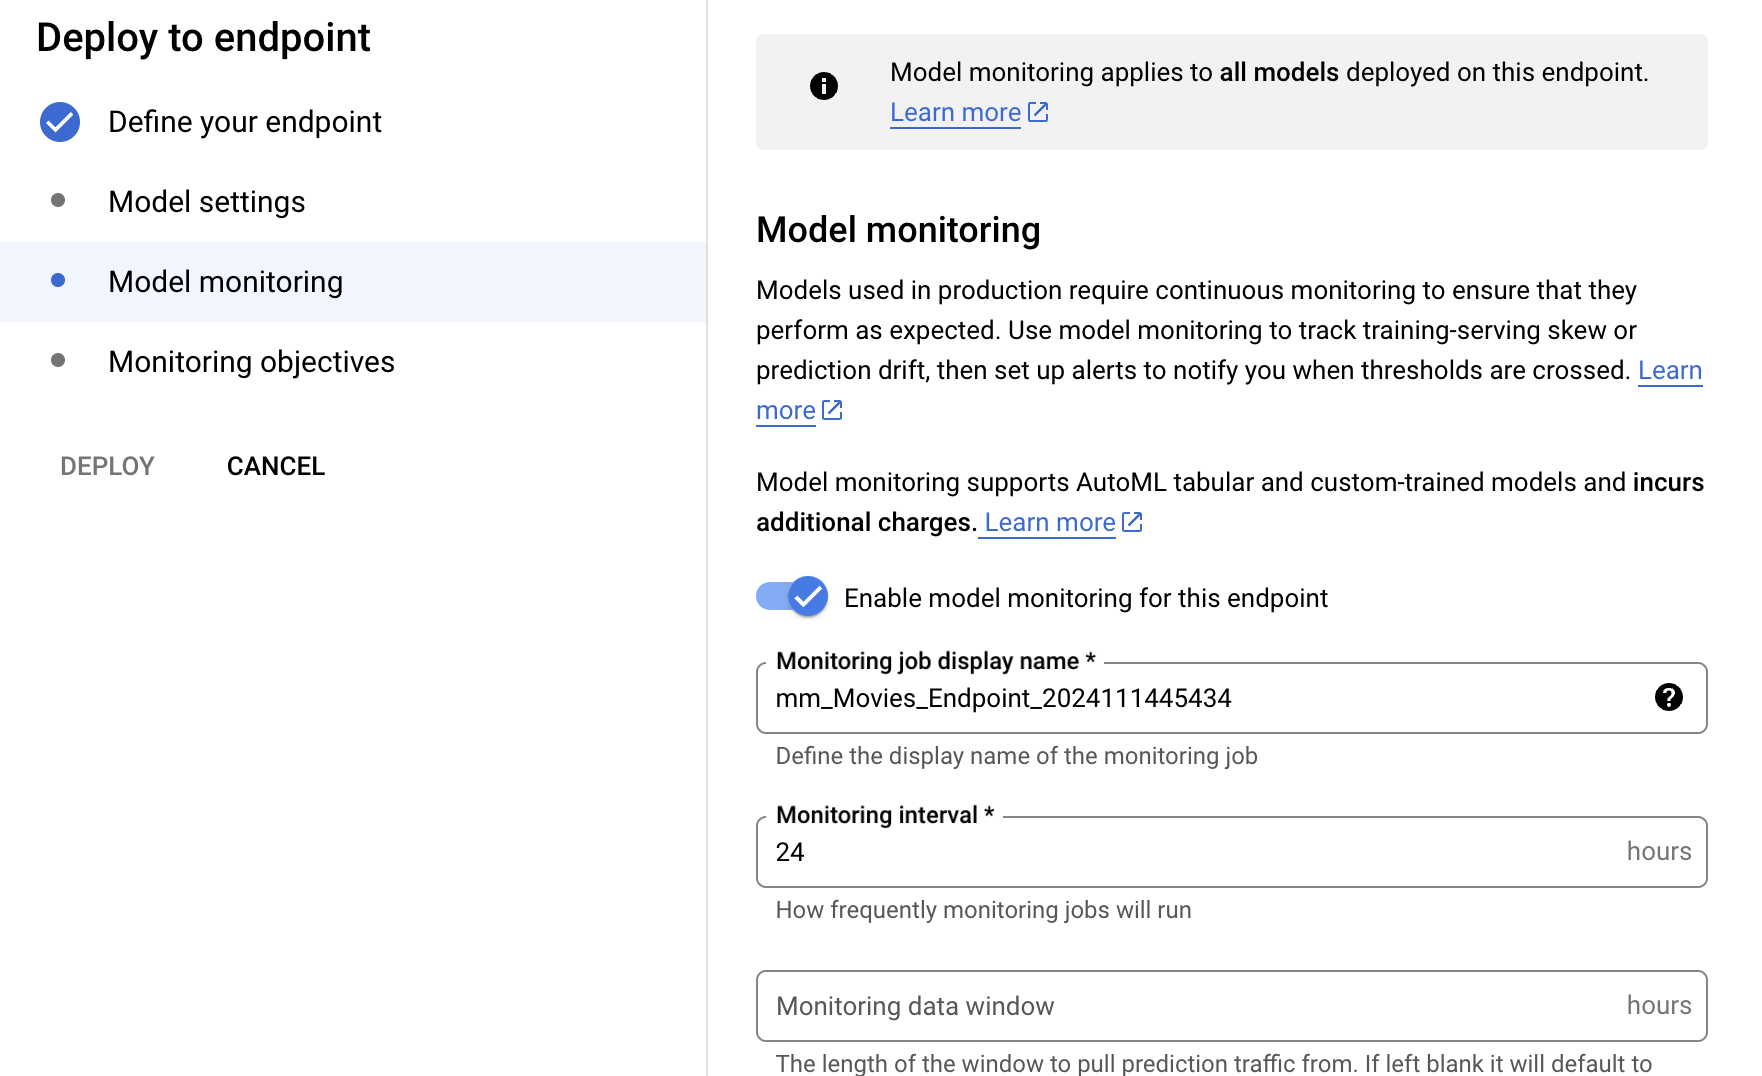 Deploy to endpoint
Define your endpoint
Model settings
Model monitoring
Monitoring objectives
DEPLOY CANCEL
Model monitoring applies to all models deployed on this endpoint.
Learn more
Model monitoring
Models used in production require continuous monitoring to ensure that they
perform as expected. Use model monitoring to track training-serving skew or
prediction drift, then set up alerts to notify you when thresholds are crossed. Learn
more
Model monitoring supports AutoML tabular and custom-trained models and incurs
additional charges. Learn more
Enable model monitoring for this endpoint
Monitoring job display name *
mm_Movies_Endpoint_2024111445434
Define the display name of the monitoring job
Monitoring interval *
24 hours
How frequently monitoring jobs will run
Monitoring data window hours
The length of the window to pull prediction traffic from. If left blank it will default to